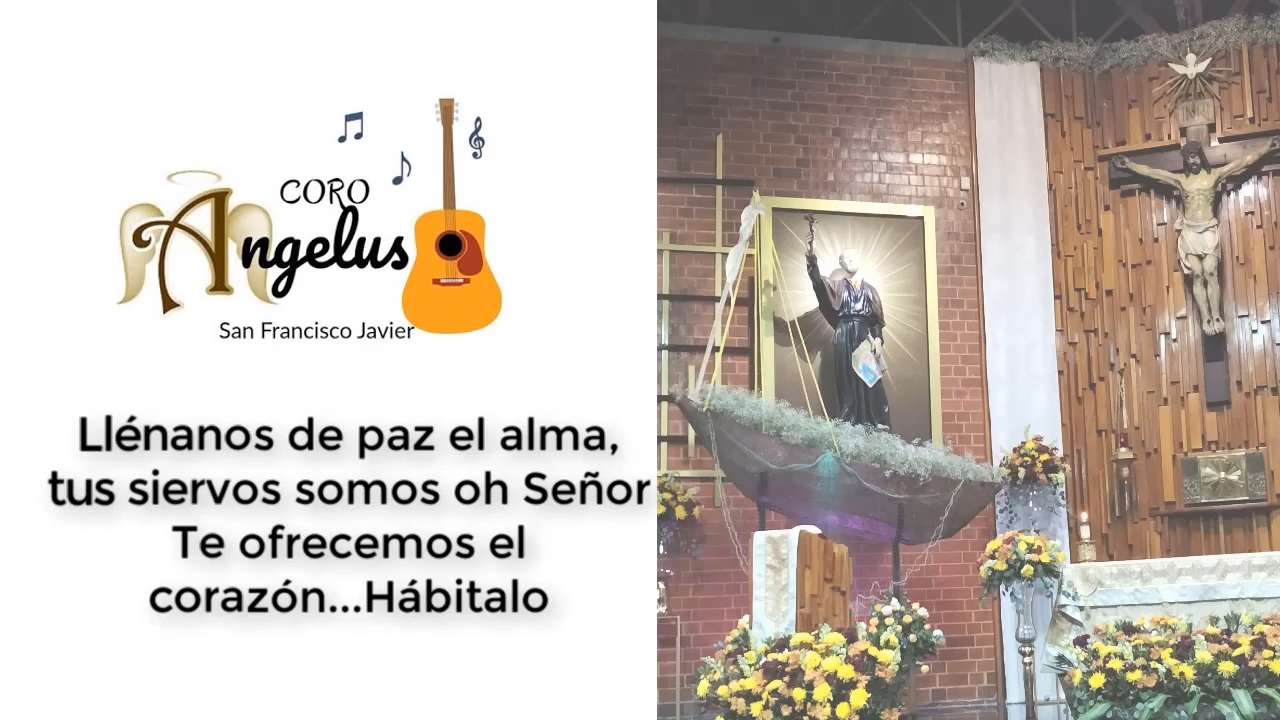 CORO
Angelus
San Francisco Javier
Llénanos de paz el alma,
tus siervos somos oh Señor
Te ofrecemos el
corazón...Hábitalo